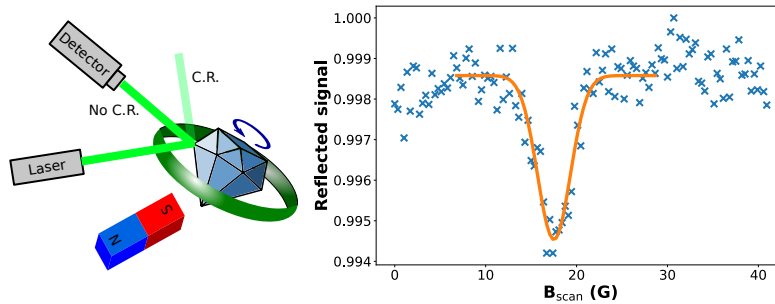 Detector
C.R.
No C.R.
Laser
S
N
Reflected signal
1.000
0.999
0.998
0.997
0.996
0.995
0.994
0
10
20
30
40
B_scan (G)